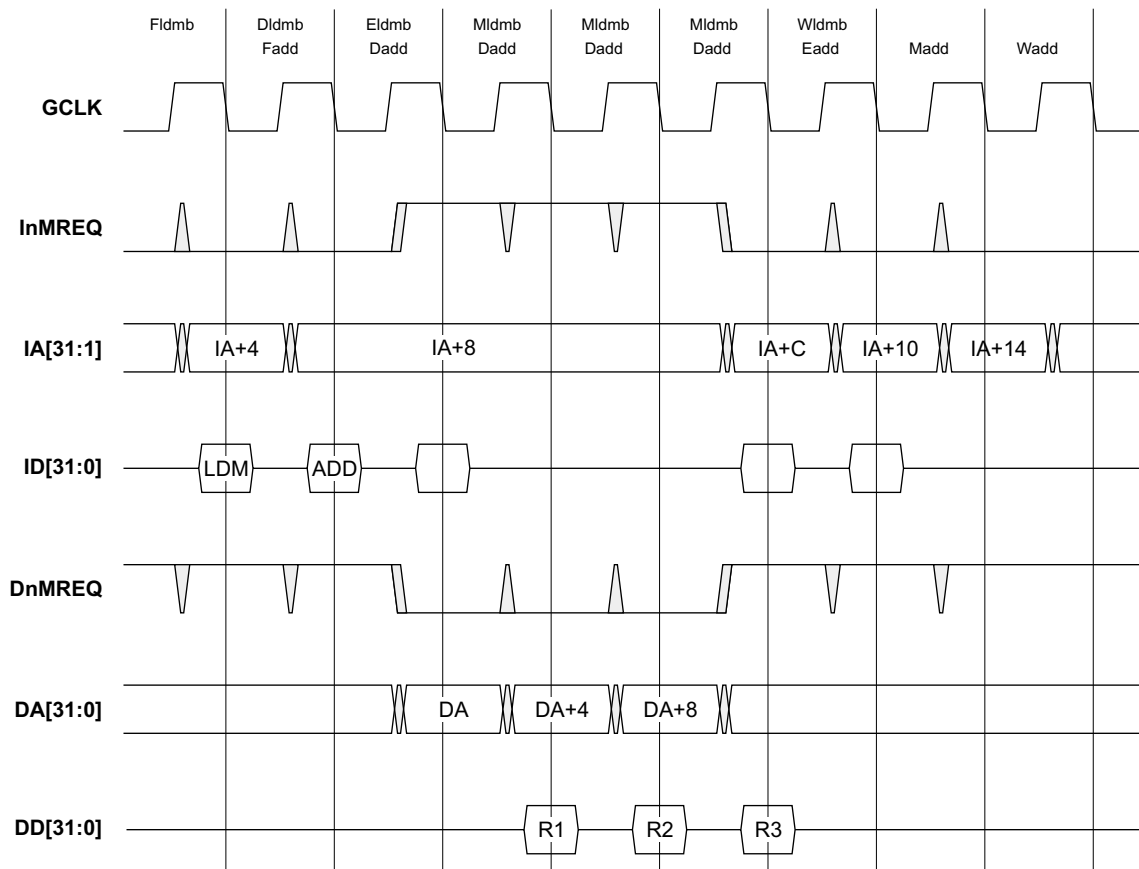 Fldmb Dldmb Eldmb Mldmb Mldmb Mldmb Wldmb
Fadd Dadd Dadd Dadd Dadd Eadd Madd Wadd
GCLK
InMREQ
IA[31:1] IA+4 IA+8 IA+C IA+10 IA+14
ID[31:0] LDM ADD
DnMREQ
DA[31:0] DA DA+4 DA+8
DD[31:0] R1 R2 R3